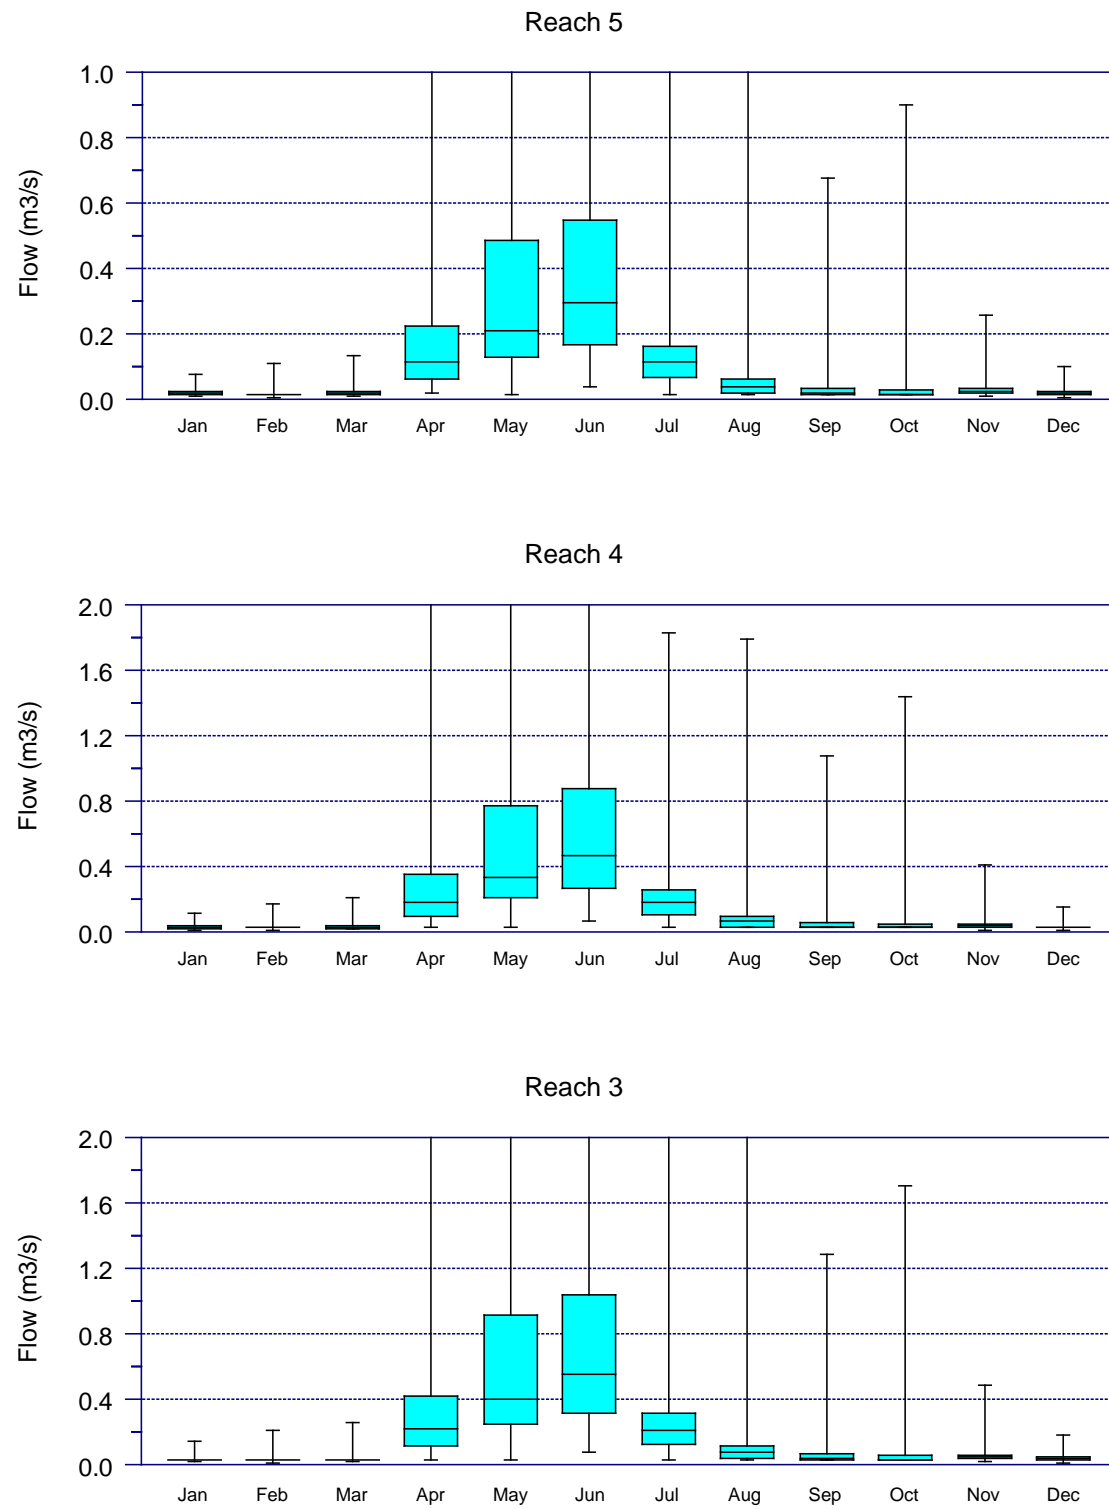 Reach 5
1.0
0.8
0.6
0.4
0.2
0.0
Flow (m3/s)
Jan Feb Mar Apr May Jun Jul Aug Sep Oct Nov Dec
Reach 4
2.0
1.6
1.2
0.8
0.4
0.0
Flow (m3/s)
Jan Feb Mar Apr May Jun Jul Aug Sep Oct Nov Dec
Reach 3
2.0
1.6
1.2
0.8
0.4
0.0
Flow (m3/s)
Jan Feb Mar Apr May Jun Jul Aug Sep Oct Nov Dec